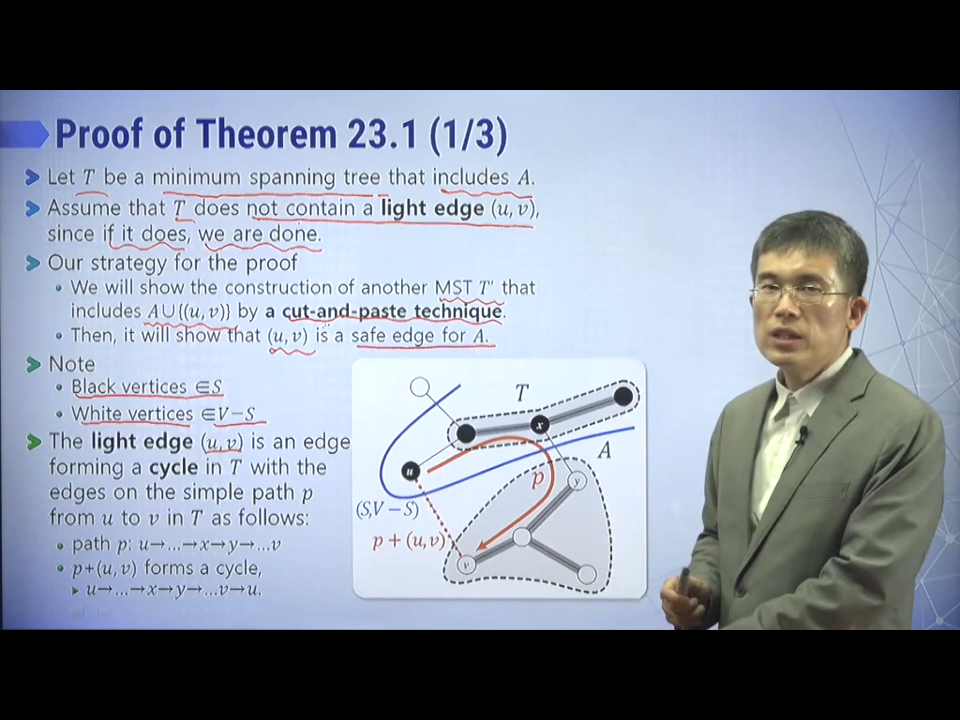 Proof of Theorem 23.1 (1/3)
Let T be a minimum spanning tree that includes A.
Assume that T does not contain a light edge (u, v),
since if it does, we are done.
Our strategy for the proof
We will show the construction of another MST T′ that
includes A∪{(u, v)} by a cut-and-paste technique.
Then, it will show that (u, v) is a safe edge for A.
Note
Black vertices ∈S
White vertices ∈V−S
The light edge (u, v) is an edge
forming a cycle in T with the
edges on the simple path p
from u to v in T as follows:
path p: u→…→x→y→…v
p+(u, v) forms a cycle,
u→…→x→y→…v→u.
T
x
A
u
p
y
(S,V−S)
p + (u, v)
v